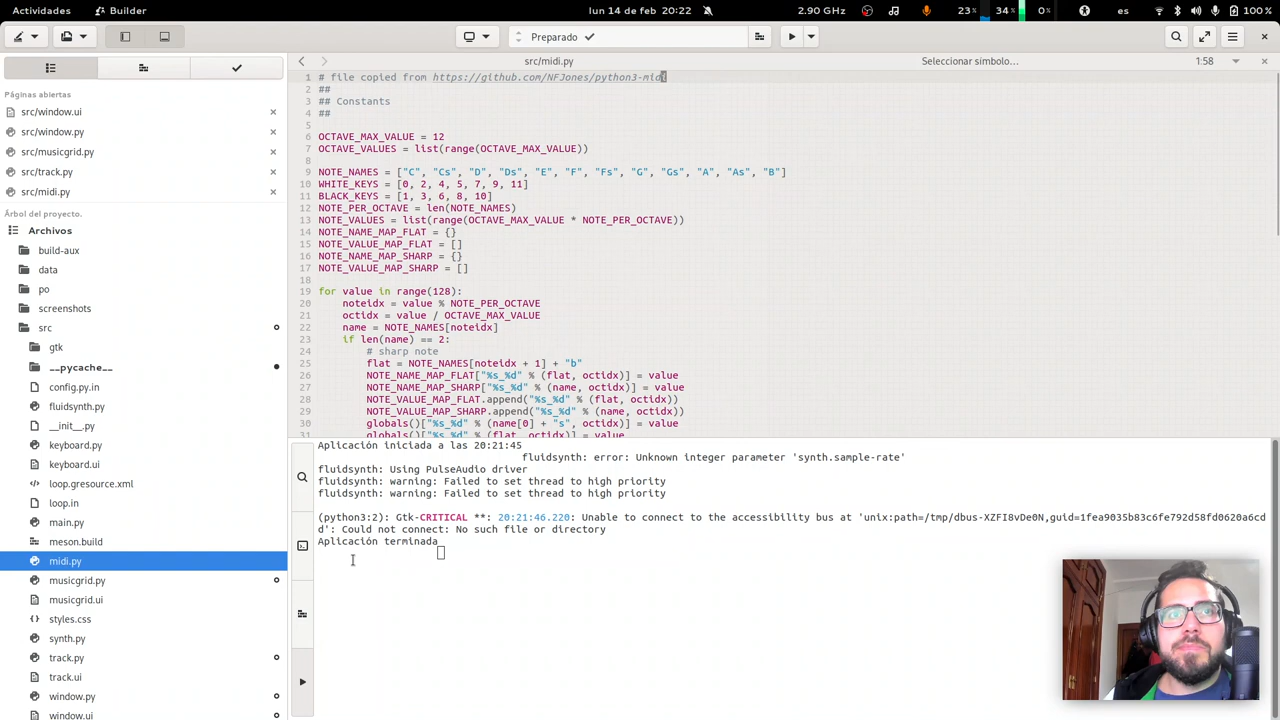 Actividades Builder lun 14 de feb 20:22 2.90 GHz 23% 34% 0% es 100 %
Preparado
src/midi.py Seleccionar símbolo… 1:58
Páginas abiertas
src/window.ui
src/window.py
src/musicgrid.py
src/track.py
src/midi.py
Árbol del proyecto.
Archivos
build-aux
data
po
screenshots
src
gtk
__pycache__
config.py.in
fluidsynth.py
__init__.py
keyboard.py
keyboard.ui
loop.gresource.xml
loop.in
main.py
meson.build
midi.py
musicgrid.py
musicgrid.ui
styles.css
synth.py
track.py
track.ui
window.py
window.ui
1 # file copied from https://github.com/NFJones/python3-midi
2 ##
3 ## Constants
4 ##
5
6 OCTAVE_MAX_VALUE = 12
7 OCTAVE_VALUES = list(range(OCTAVE_MAX_VALUE))
8
9 NOTE_NAMES = ["C", "Cs", "D", "Ds", "E", "F", "Fs", "G", "Gs", "A", "As", "B"]
10 WHITE_KEYS = [0, 2, 4, 5, 7, 9, 11]
11 BLACK_KEYS = [1, 3, 6, 8, 10]
12 NOTE_PER_OCTAVE = len(NOTE_NAMES)
13 NOTE_VALUES = list(range(OCTAVE_MAX_VALUE * NOTE_PER_OCTAVE))
14 NOTE_NAME_MAP_FLAT = {}
15 NOTE_VALUE_MAP_FLAT = []
16 NOTE_NAME_MAP_SHARP = {}
17 NOTE_VALUE_MAP_SHARP = []
18
19 for value in range(128):
20 noteidx = value % NOTE_PER_OCTAVE
21 octidx = value / OCTAVE_MAX_VALUE
22 name = NOTE_NAMES[noteidx]
23 if len(name) == 2:
24 # sharp note
25 flat = NOTE_NAMES[noteidx + 1] + "b"
26 NOTE_NAME_MAP_FLAT["%s_%d" % (flat, octidx)] = value
27 NOTE_NAME_MAP_SHARP["%s_%d" % (name, octidx)] = value
28 NOTE_VALUE_MAP_FLAT.append("%s_%d" % (flat, octidx))
29 NOTE_VALUE_MAP_SHARP.append("%s_%d" % (name, octidx))
30 globals()["%s_%d" % (name[0] + "s", octidx)] = value
31 globals()["%s_%d" % (flat, octidx)] = value
Aplicación iniciada a las 20:21:45
fluidsynth: error: Unknown integer parameter 'synth.sample-rate'
fluidsynth: Using PulseAudio driver
fluidsynth: warning: Failed to set thread to high priority
fluidsynth: warning: Failed to set thread to high priority
(python3:2): Gtk-CRITICAL **: 20:21:46.220: Unable to connect to the accessibility bus at 'unix:path=/tmp/dbus-XZFI8vDe0N,guid=1fea9035b83c6fe792d58fd0620a6cd
d': Could not connect: No such file or directory
Aplicación terminada